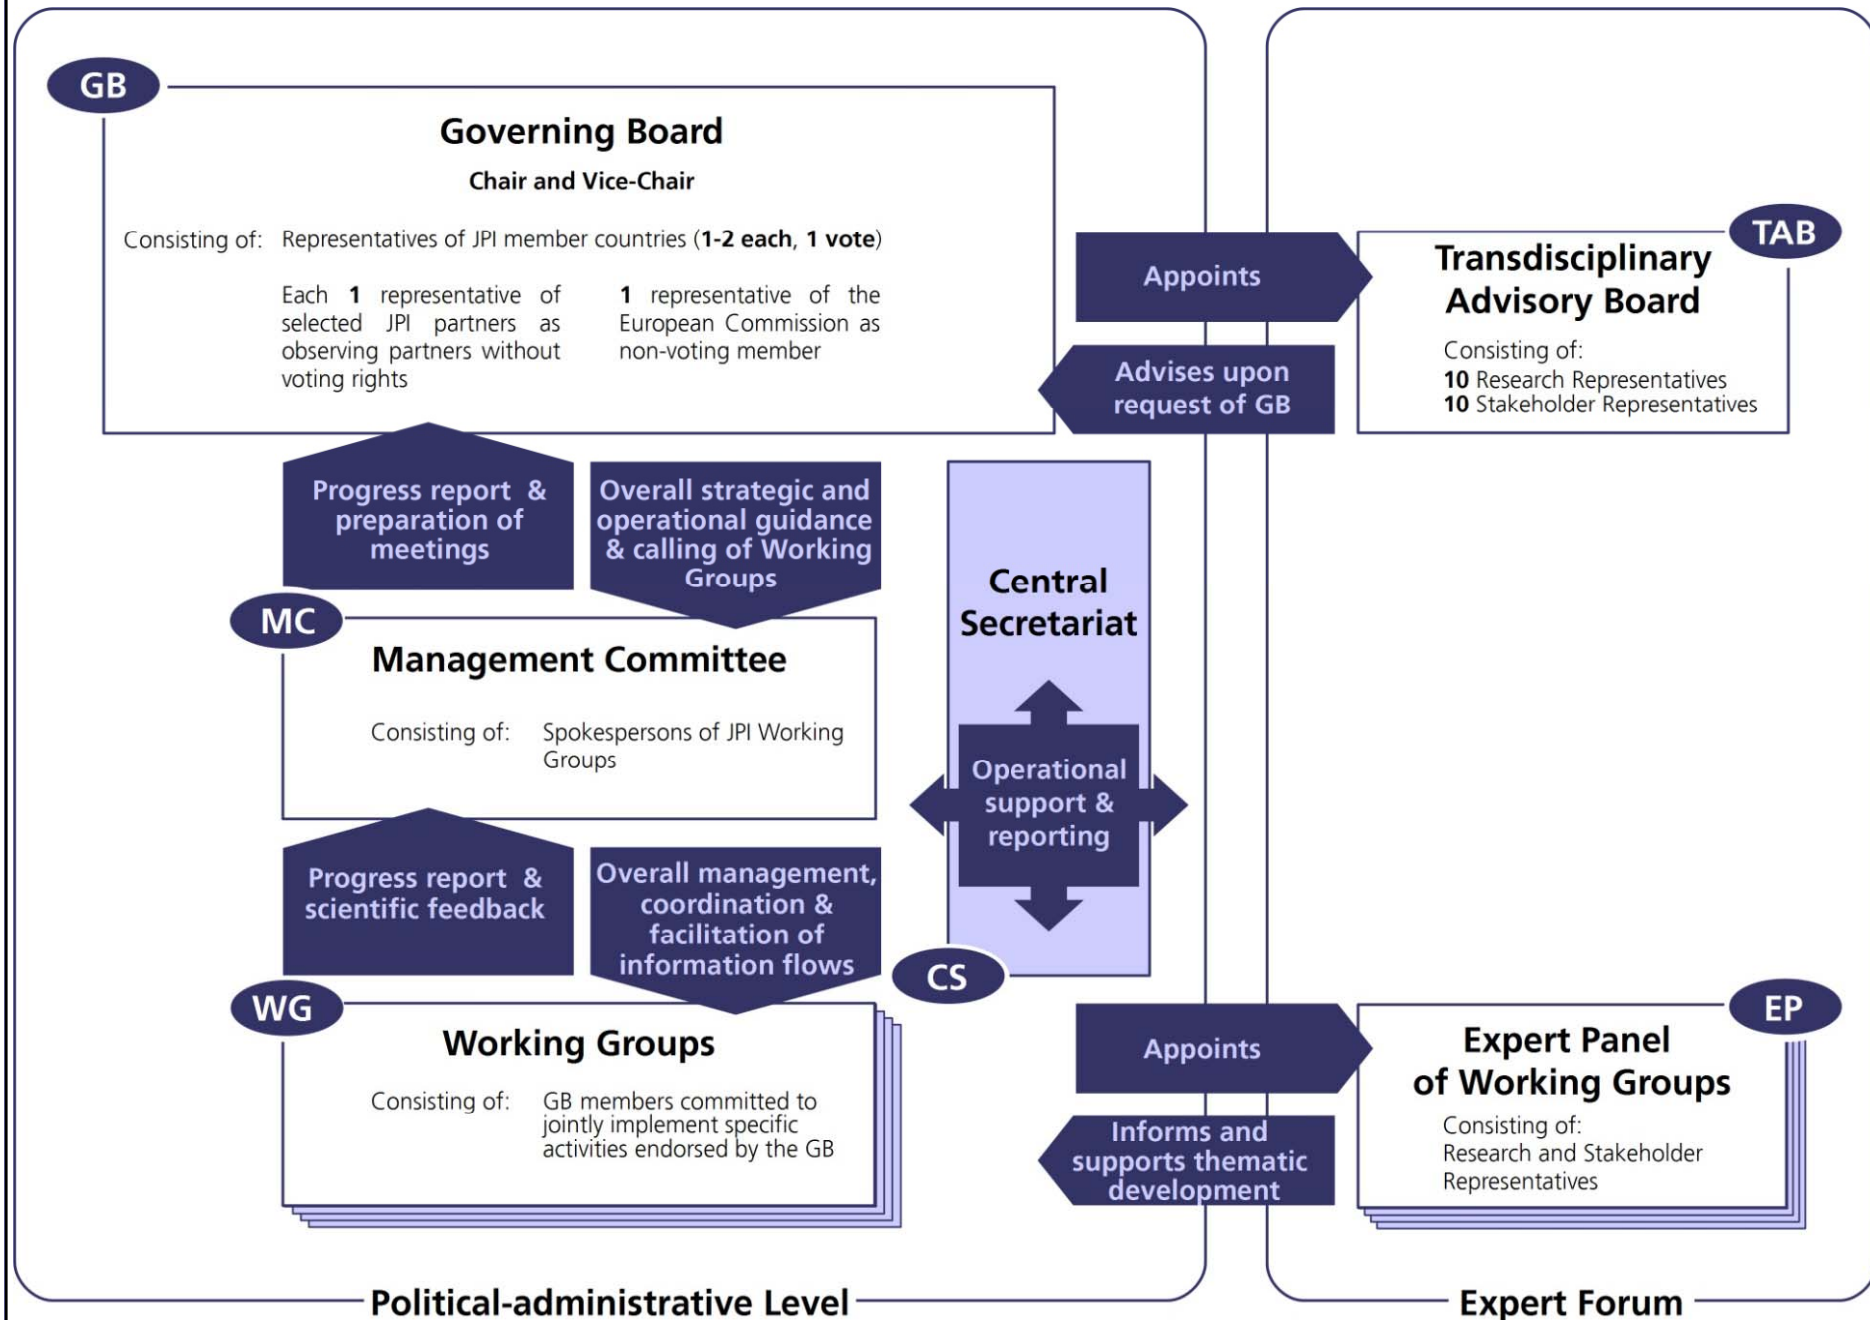 GB
Governing Board
Chair and Vice-Chair
Consisting of: Representatives of JPI member countries (1-2 each, 1 vote)
Each 1 representative of
selected JPI partners as
observing partners without
voting rights
1 representative of the
European Commission as
non-voting member
Appoints
Advises upon
request of GB
TAB
Transdisciplinary
Advisory Board
Consisting of:
10 Research Representatives
10 Stakeholder Representatives
Progress report &
preparation of
meetings
Overall strategic and
operational guidance
& calling of Working
Groups
MC
Management Committee
Consisting of: Spokespersons of JPI Working
Groups
Central
Secretariat
Operational
support &
reporting
CS
Progress report &
scientific feedback
Overall management,
coordination &
facilitation of
information flows
WG
Working Groups
Consisting of: GB members committed to
jointly implement specific
activities endorsed by the GB
Appoints
Informs and
supports thematic
development
EP
Expert Panel
of Working Groups
Consisting of:
Research and Stakeholder
Representatives
Political-administrative Level
Expert Forum